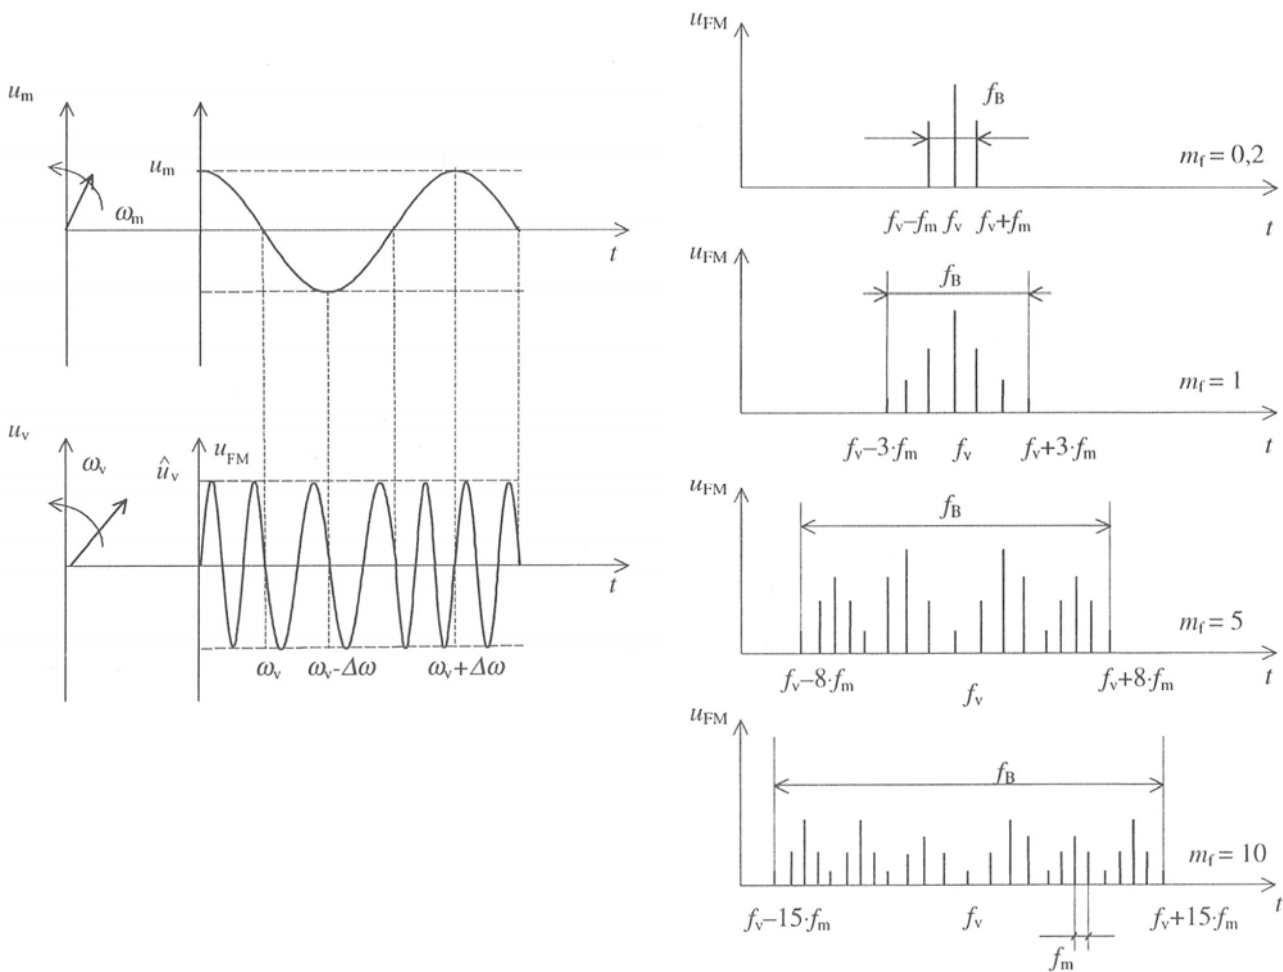 u_m
u_m
ω_m
t
u_v
ω_v
û_v
u_FM
t
ω_v
ω_v-Δω
ω_v+Δω
u_FM
f_B
m_f = 0,2
f_v–f_m f_v f_v+f_m
t
u_FM
f_B
m_f = 1
f_v–3·f_m f_v f_v+3·f_m
t
u_FM
f_B
m_f = 5
f_v–8·f_m f_v f_v+8·f_m
t
u_FM
f_B
m_f = 10
f_v–15·f_m f_v f_v+15·f_m
t
f_m